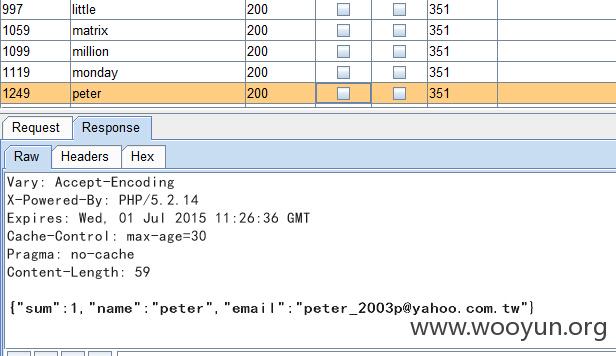 997 little 200 351
1059 matrix 200 351
1099 million 200 351
1119 monday 200 351
1249 peter 200 351
Request Response
Raw Headers Hex
Vary: Accept-Encoding
X-Powered-By: PHP/5.2.14
Expires: Wed, 01 Jul 2015 11:26:36 GMT
Cache-Control: max-age=30
Pragma: no-cache
Content-Length: 59
{"sum":1,"name":"peter","email":"peter_2003p@yahoo.com.tw"}
www.wooyun.org